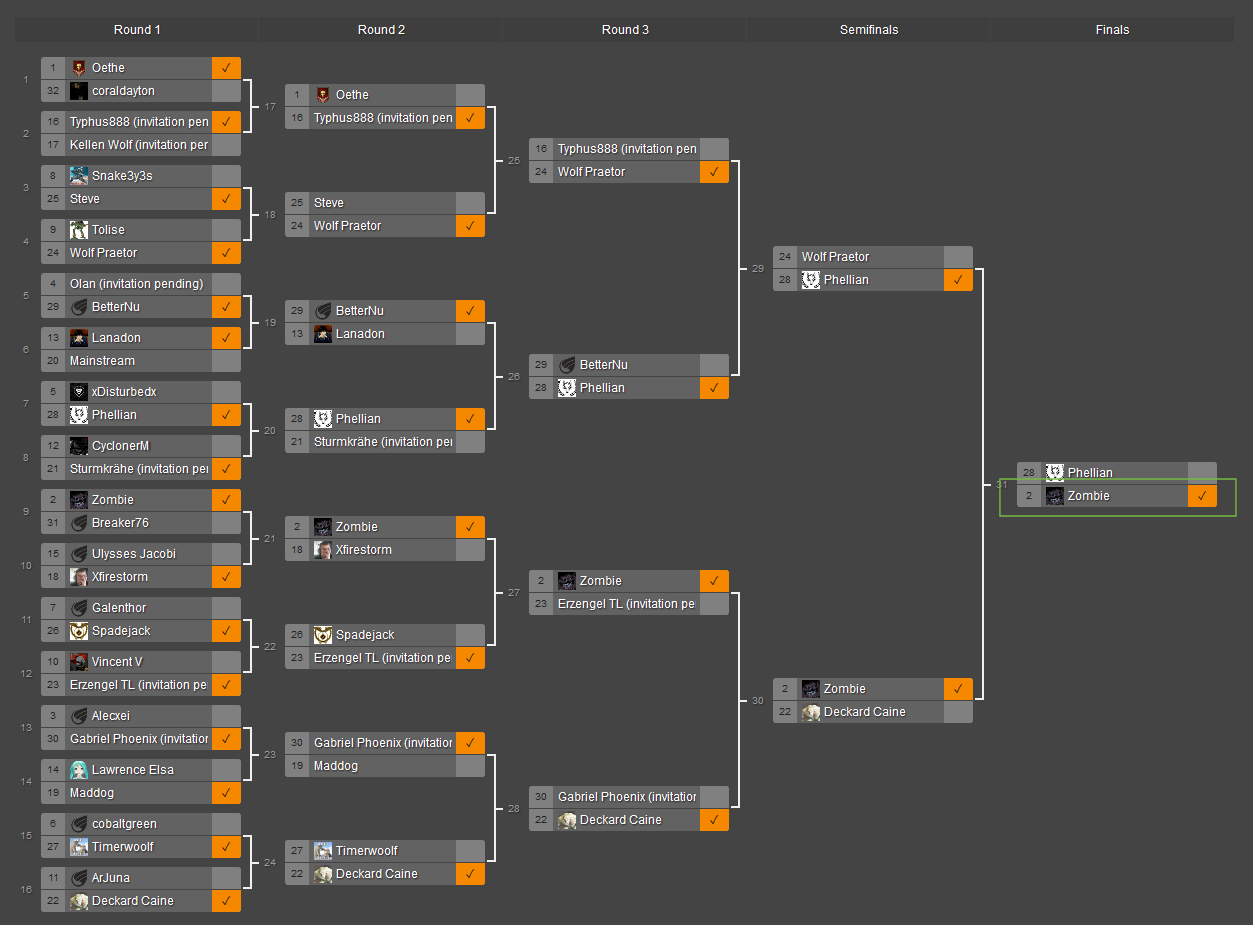 Round 1
Round 2
Round 3
Semifinals
Finals
1
1 Oethe ✓
32 coraldayton
2
16 Typhus888 (invitation pen ✓
17 Kellen Wolf (invitation per
3
8 Snake3y3s
25 Steve ✓
4
9 Tolise
24 Wolf Praetor ✓
5
4 Olan (invitation pending)
29 BetterNu ✓
6
13 Lanadon ✓
20 Mainstream
7
5 xDisturbedx
28 Phellian ✓
8
12 CyclonerM
21 Sturmkrähe (invitation pe ✓
9
2 Zombie ✓
31 Breaker76
10
15 Ulysses Jacobi
18 Xfirestorm ✓
11
7 Galenthor
26 Spadejack ✓
12
10 Vincent V
23 Erzengel TL (invitation pe ✓
13
3 Alecxei
30 Gabriel Phoenix (invitation ✓
14
14 Lawrence Elsa
19 Maddog ✓
15
6 cobaltgreen
27 Timerwoolf ✓
16
11 ArJuna
22 Deckard Caine ✓
17
1 Oethe
16 Typhus888 (invitation pen ✓
18
25 Steve
24 Wolf Praetor ✓
19
29 BetterNu ✓
13 Lanadon
20
28 Phellian ✓
21 Sturmkrähe (invitation pe
21
2 Zombie ✓
18 Xfirestorm
22
26 Spadejack
23 Erzengel TL (invitation pe ✓
23
30 Gabriel Phoenix (invitation ✓
19 Maddog
24
27 Timerwoolf
22 Deckard Caine ✓
25
16 Typhus888 (invitation pen
24 Wolf Praetor ✓
26
29 BetterNu
28 Phellian ✓
27
2 Zombie ✓
23 Erzengel TL (invitation pe
28
30 Gabriel Phoenix (invitation
22 Deckard Caine ✓
29
24 Wolf Praetor
28 Phellian ✓
30
2 Zombie ✓
22 Deckard Caine
31
28 Phellian
2 Zombie ✓